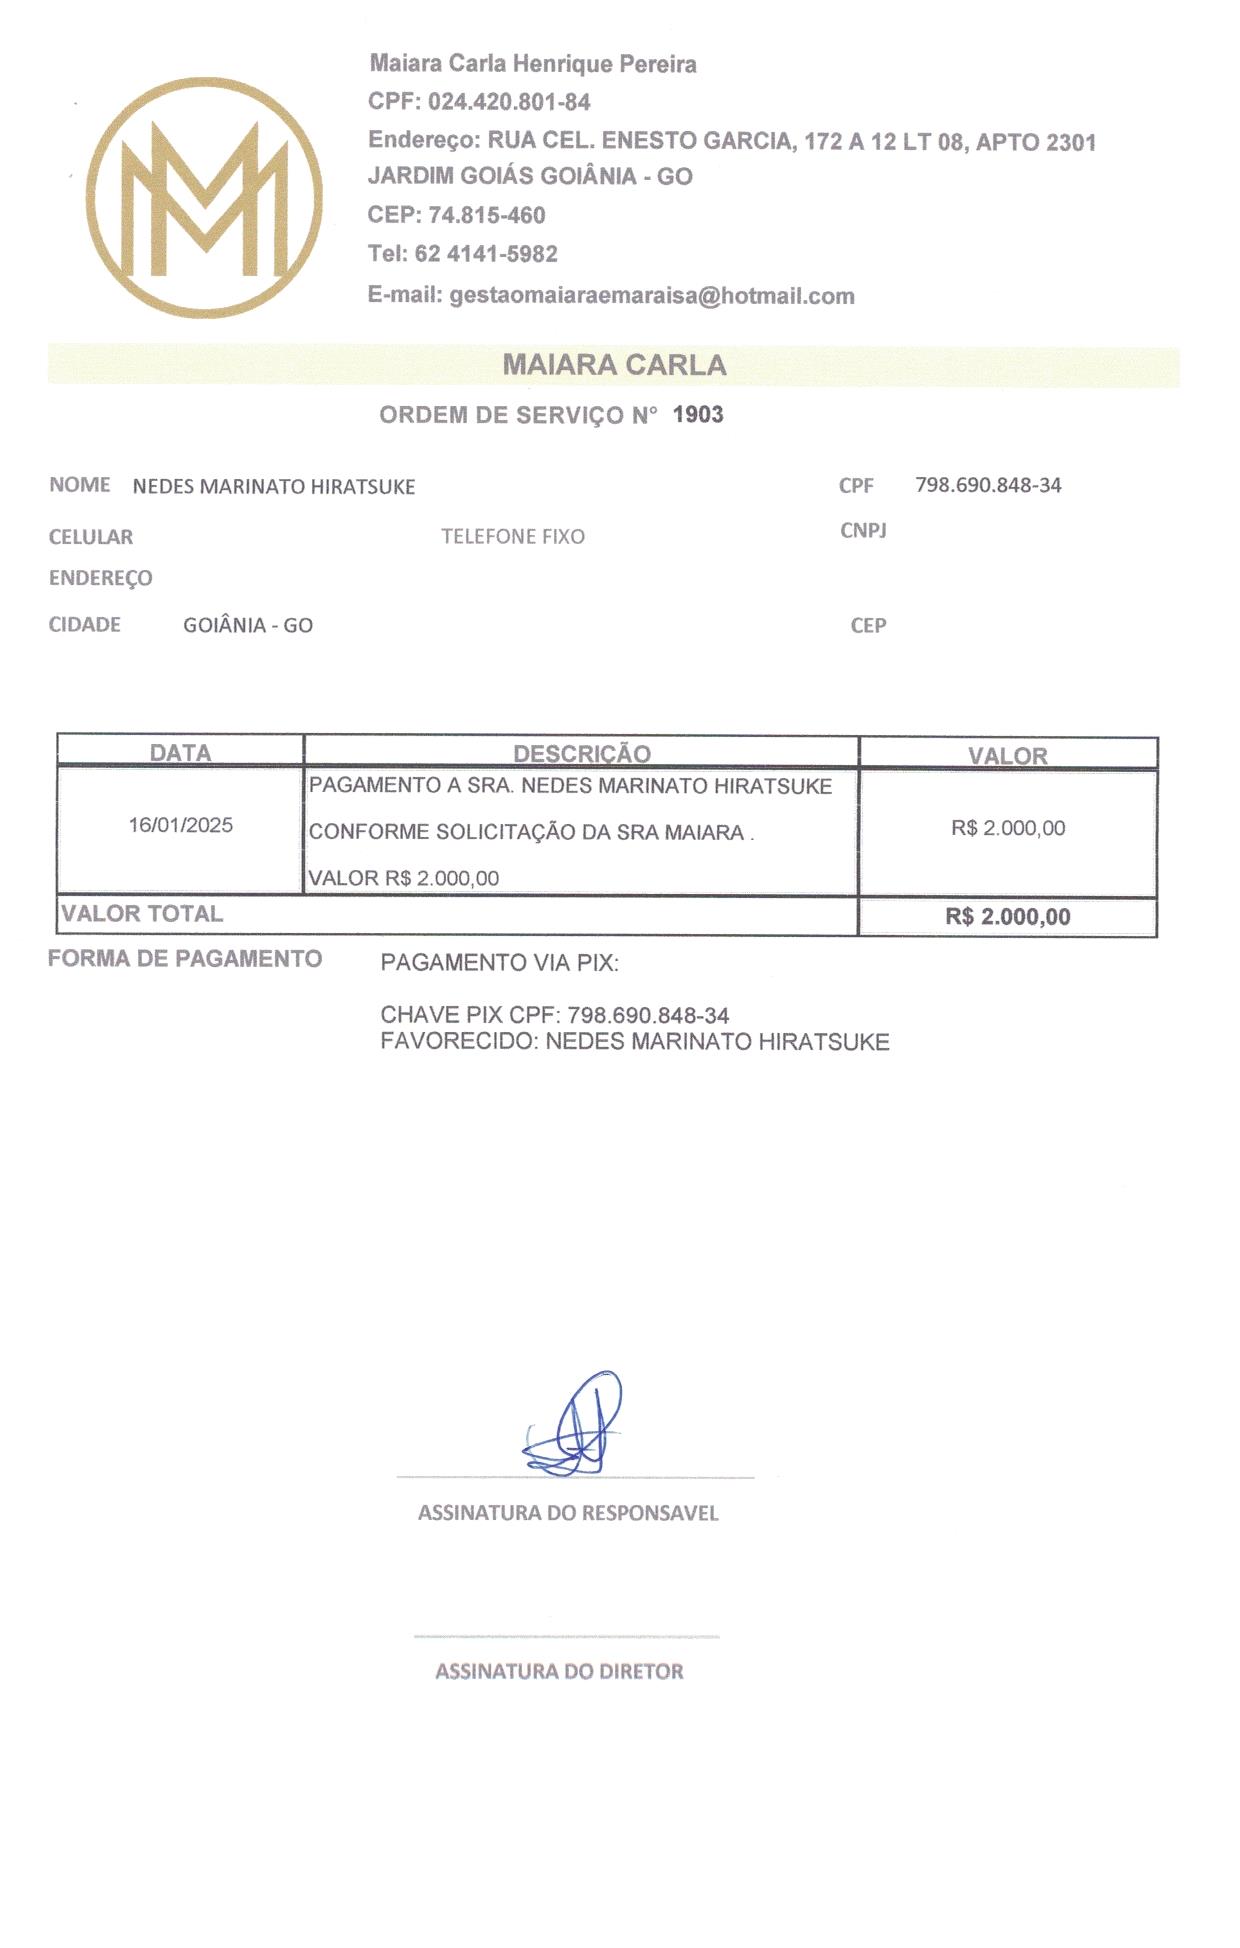 Maiara Carla Henrique Pereira
CPF: 024.420.801-84
Endereço: RUA CEL. ENESTO GARCIA, 172 A 12 LT 08, APTO 2301
JARDIM GOIÁS GOIÂNIA - GO
CEP: 74.815-460
Tel: 62 4141-5982
E-mail: gestaomaiaraemaraisa@hotmail.com
MM
MAIARA CARLA
ORDEM DE SERVIÇO N° 1903
NOME NEDES MARINATO HIRATSUKE CPF 798.690.848-34
CELULAR TELEFONE FIXO CNPJ
ENDEREÇO
CIDADE GOIÂNIA - GO CEP
DATA DESCRIÇÃO VALOR
PAGAMENTO A SRA. NEDES MARINATO HIRATSUKE
16/01/2025 CONFORME SOLICITAÇÃO DA SRA MAIARA . R$ 2.000,00
VALOR R$ 2.000,00
VALOR TOTAL R$ 2.000,00
FORMA DE PAGAMENTO PAGAMENTO VIA PIX:
CHAVE PIX CPF: 798.690.848-34
FAVORECIDO: NEDES MARINATO HIRATSUKE
ASSINATURA DO RESPONSAVEL
ASSINATURA DO DIRETOR